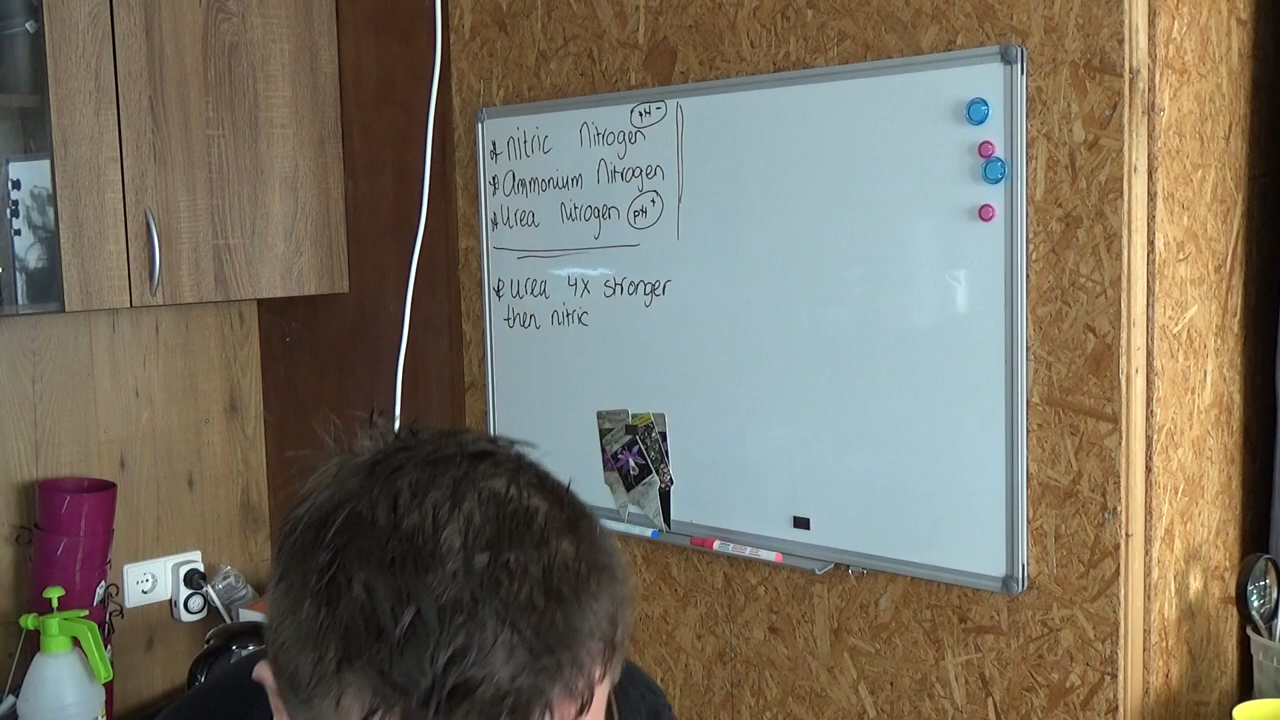 pH-
* nitric Nitrogen
* Ammonium Nitrogen
* Urea Nitrogen pH+
* urea 4x stronger
then nitric